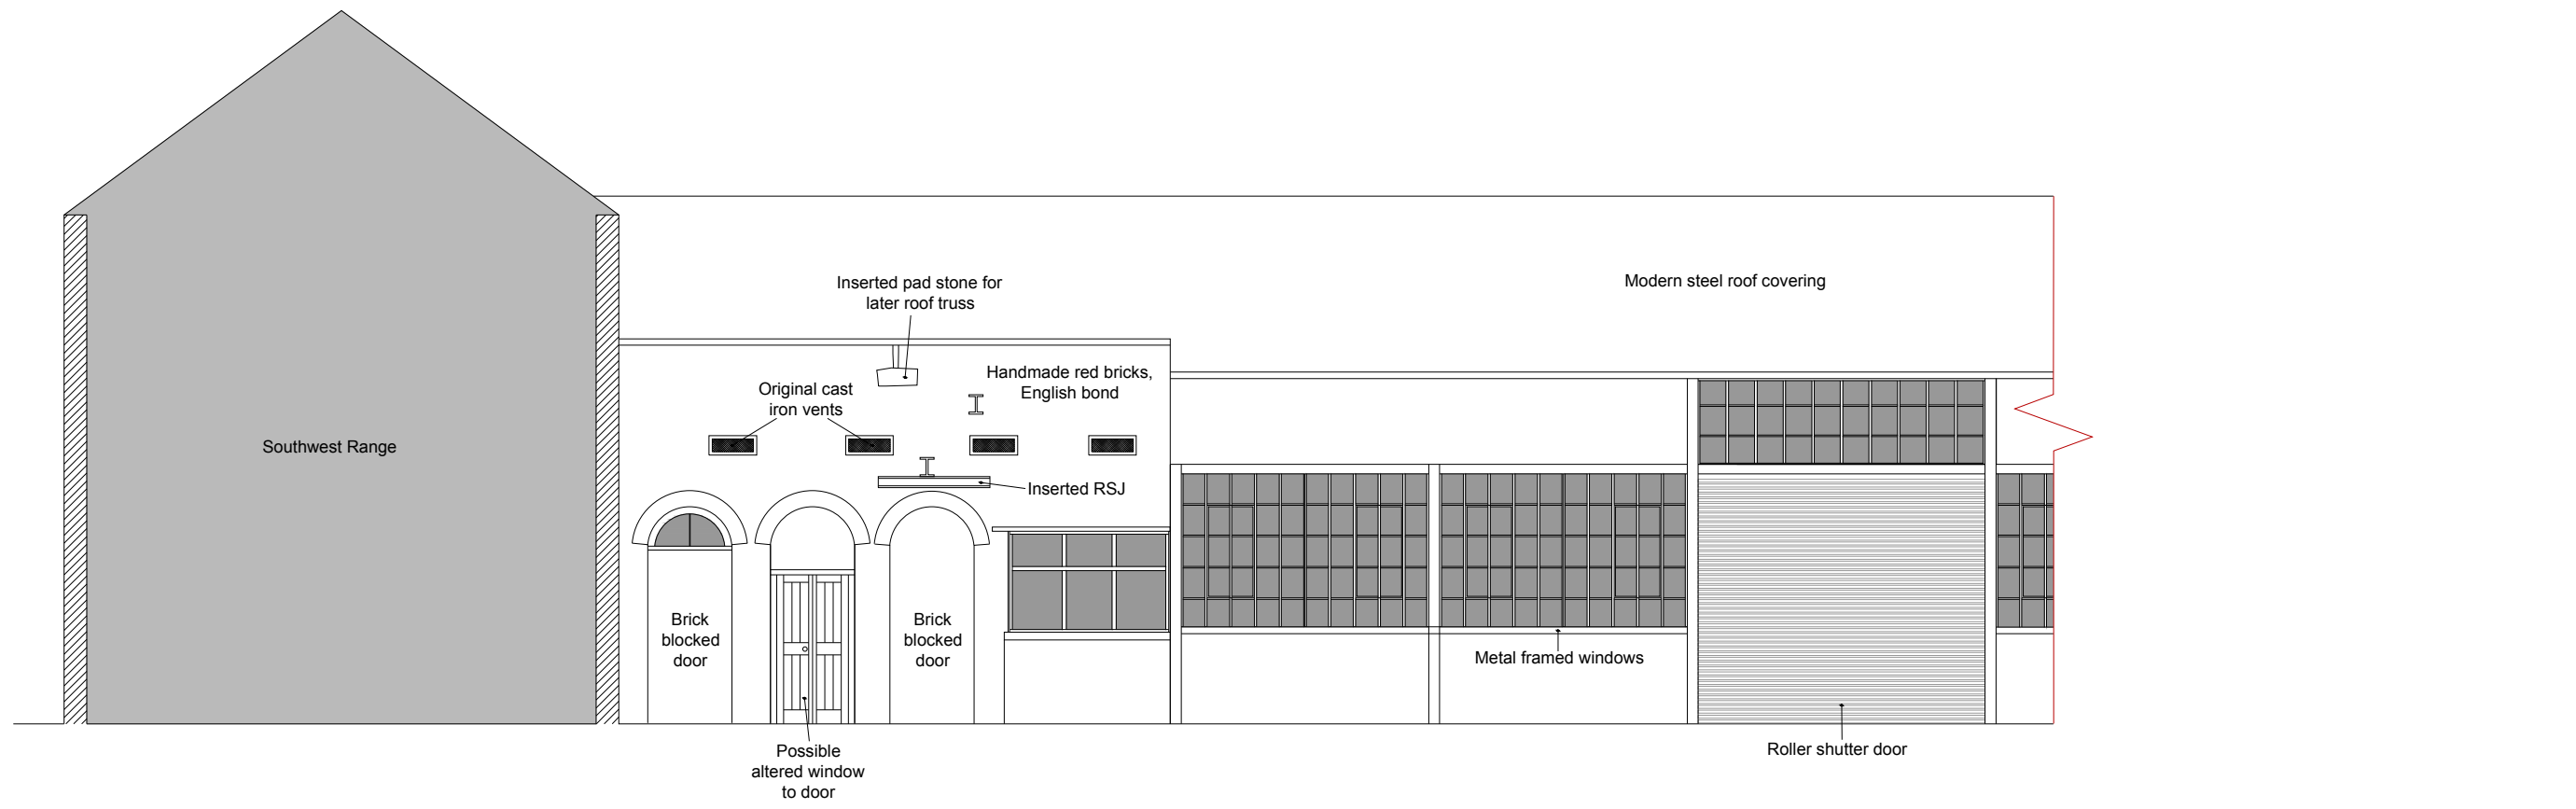 Inserted pad stone for
later roof truss
Modern steel roof covering
Handmade red bricks,
English bond
Original cast
iron vents
Southwest Range
Inserted RSJ
Brick
blocked
door
Brick
blocked
door
Metal framed windows
Possible
altered window
to door
Roller shutter door